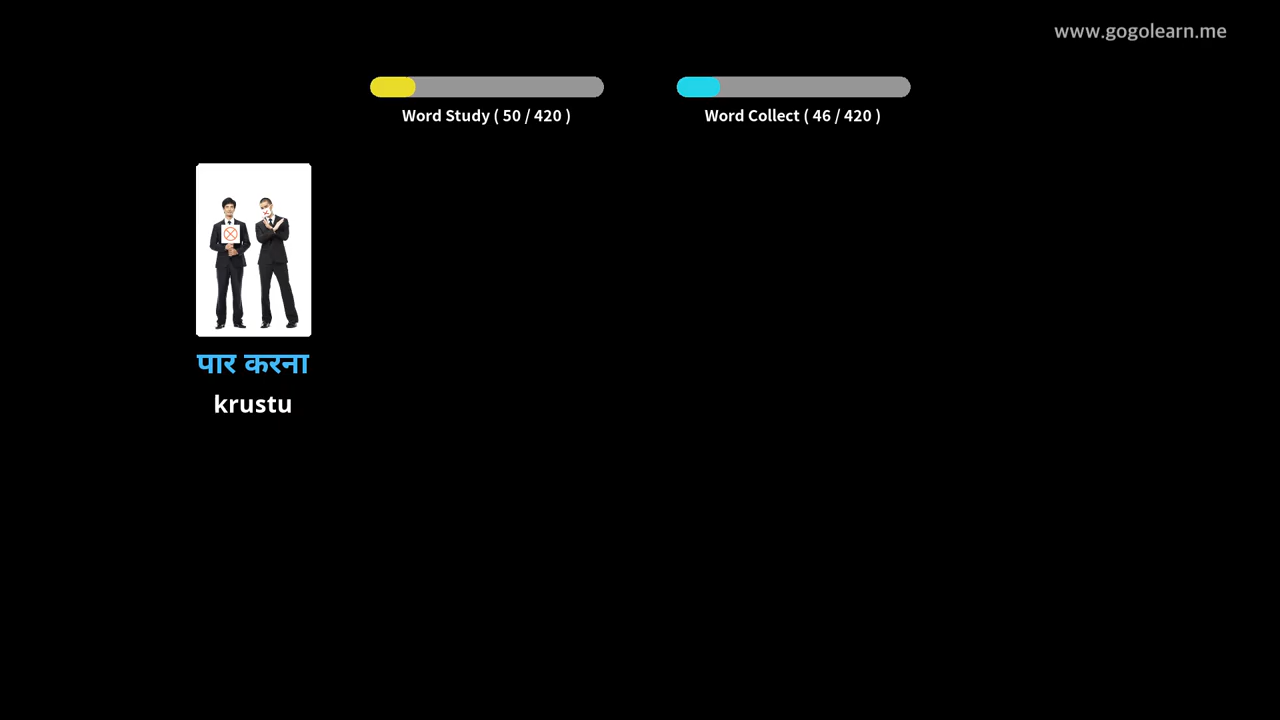 www.gogolearn.me
Word Study ( 50 / 420 )
Word Collect ( 46 / 420 )
पार करना
krustu